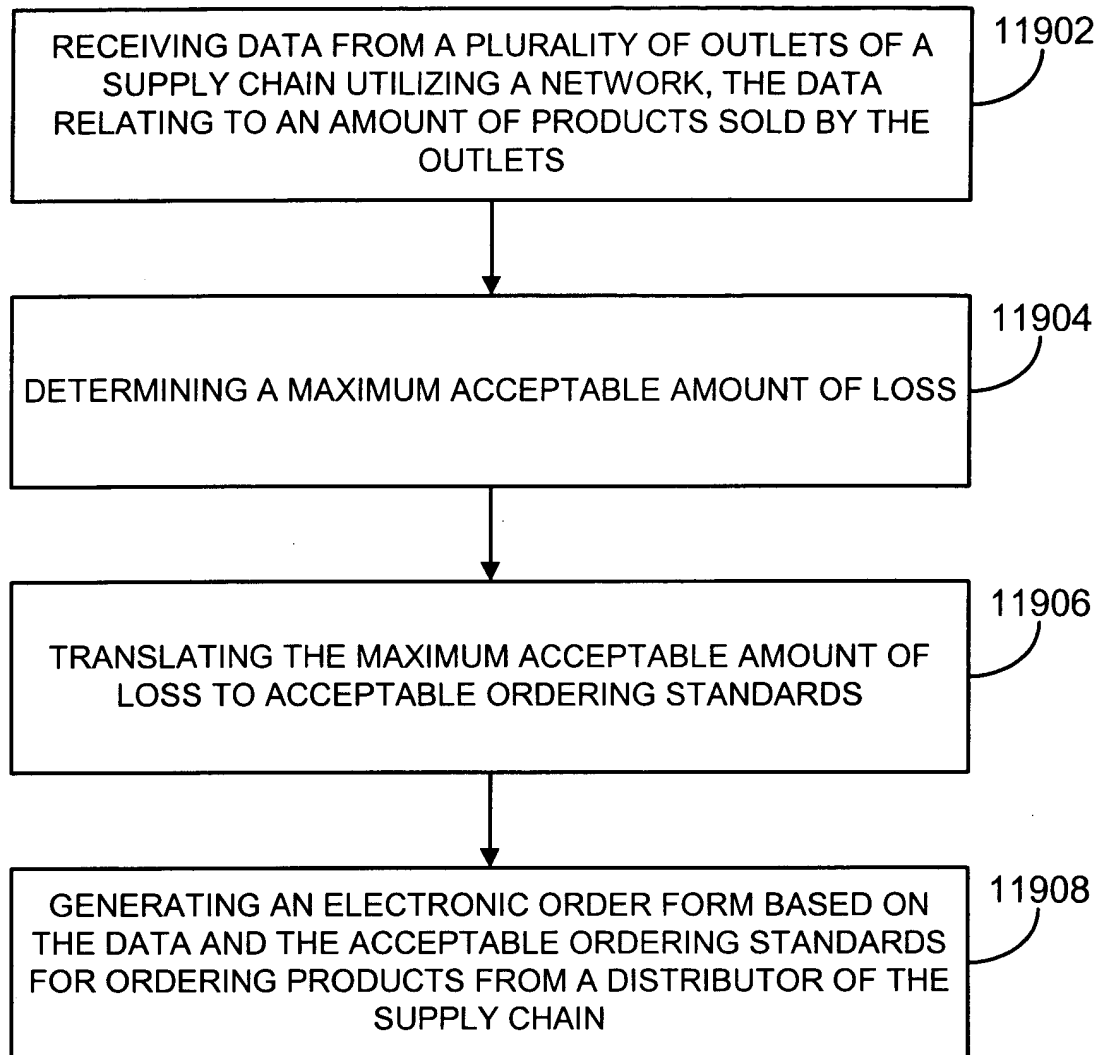 RECEIVING DATA FROM A PLURALITY OF OUTLETS OF A
SUPPLY CHAIN UTILIZING A NETWORK, THE DATA
RELATING TO AN AMOUNT OF PRODUCTS SOLD BY THE
OUTLETS
11902
DETERMINING A MAXIMUM ACCEPTABLE AMOUNT OF LOSS
11904
TRANSLATING THE MAXIMUM ACCEPTABLE AMOUNT OF
LOSS TO ACCEPTABLE ORDERING STANDARDS
11906
GENERATING AN ELECTRONIC ORDER FORM BASED ON
THE DATA AND THE ACCEPTABLE ORDERING STANDARDS
FOR ORDERING PRODUCTS FROM A DISTRIBUTOR OF THE
SUPPLY CHAIN
11908